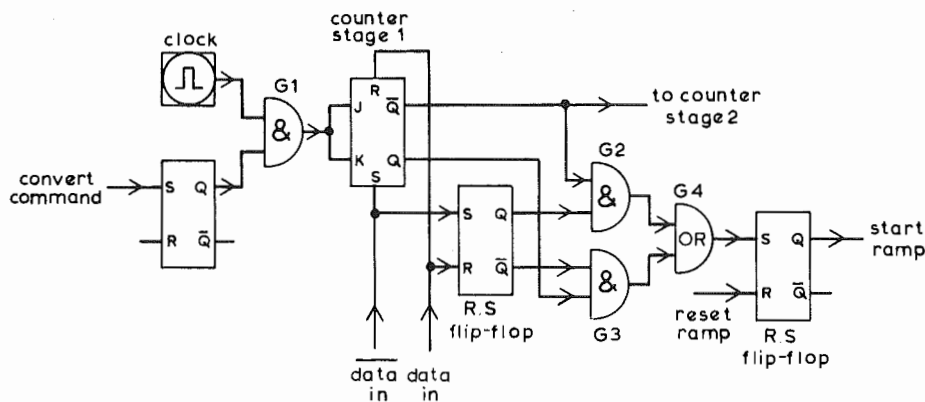 counter
stage 1
clock
G1
&
R
J
Q̅
K
Q
S
to counter
stage 2
G2
&
G4
OR
convert
command
S
Q
R
Q̅
S
Q
R
Q̅
R.S
flip-flop
&
G3
S
Q
start
ramp
reset
ramp
R
Q̅
R.S
flip-flop
d̅a̅t̅a̅
in
data
in